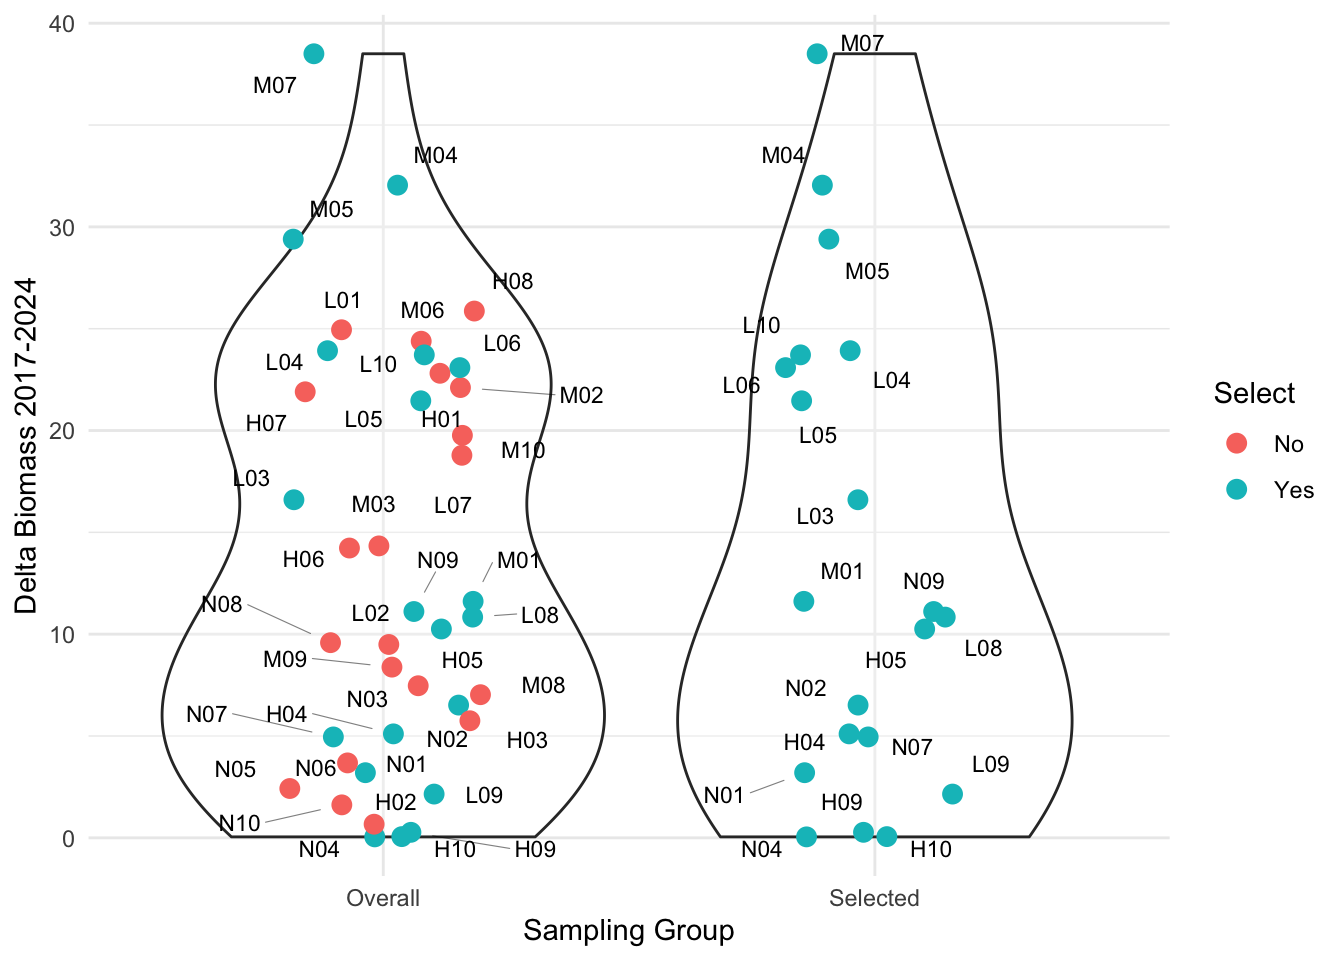 40
30
20
10
0
Delta Biomass 2017-2024
M07
M04
M05
H08
L01
M06
L06
L04
L10
M02
H07
L05
H01
M10
L03
M03
L07
H06
N09
M01
N08
L02
L08
M09
H05
M08
N03
N07
H04
N02
H03
N05
N06
N01
L09
H02
N10
N04
H10
H09
M07
M04
M05
L10
L06
L04
L05
L03
M01
N09
L08
H05
N02
H04
N07
L09
N01
H09
N04
H10
Overall
Selected
Sampling Group
Select
No
Yes